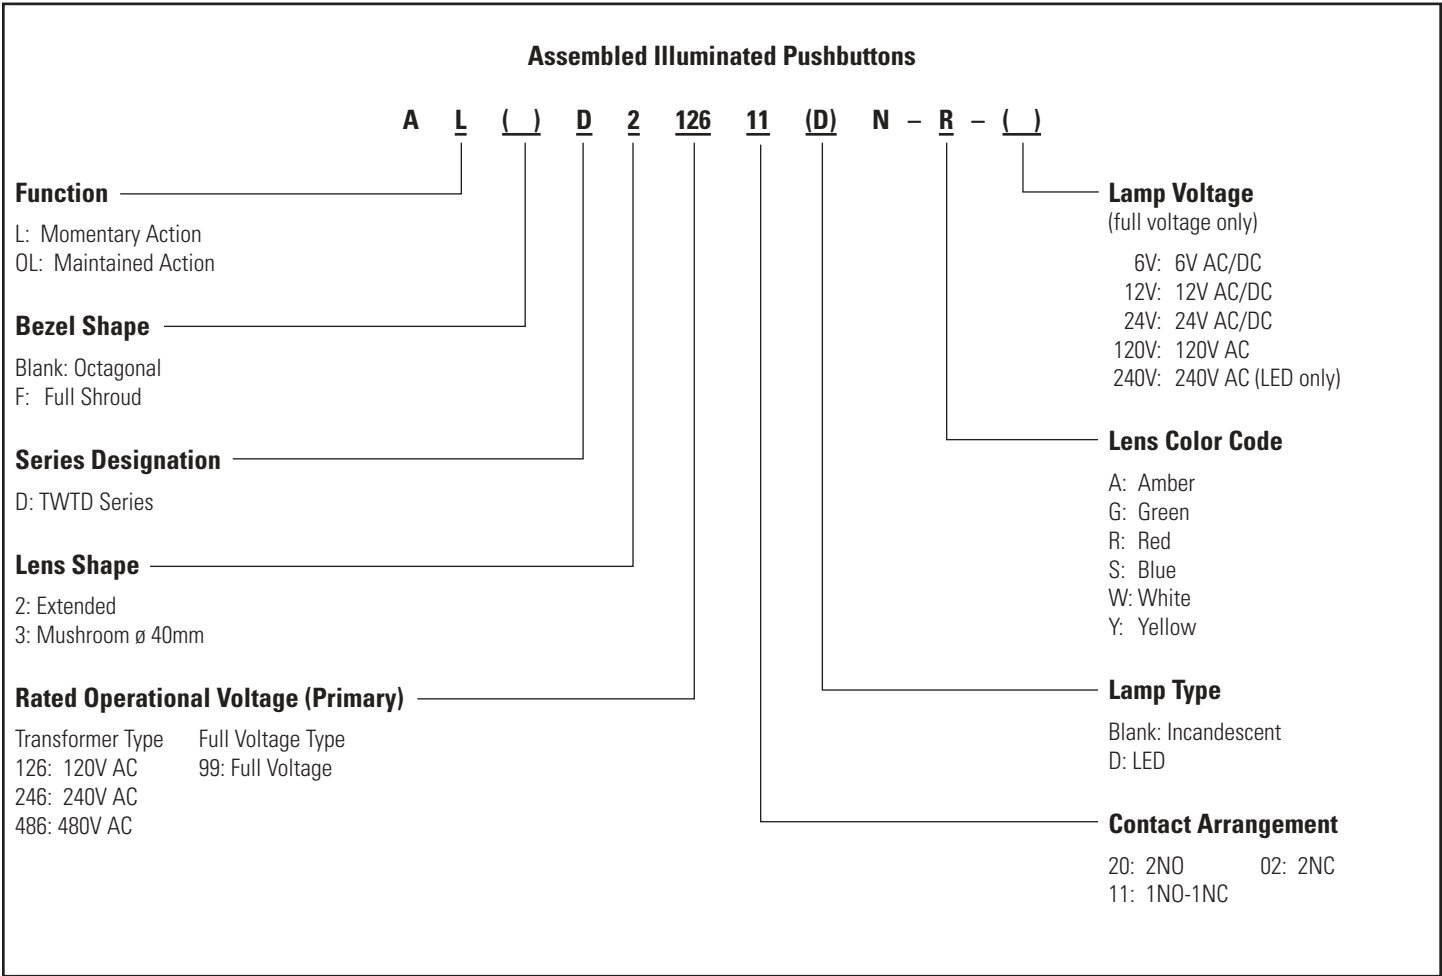 Assembled Illuminated Pushbuttons
A L ( ) D 2 126 11 (D) N – R – ( )
Function
L: Momentary Action
OL: Maintained Action
Bezel Shape
Blank: Octagonal
F: Full Shroud
Series Designation
D: TWTD Series
Lens Shape
2: Extended
3: Mushroom ø 40mm
Rated Operational Voltage (Primary)
Transformer Type Full Voltage Type
126: 120V AC 99: Full Voltage
246: 240V AC
486: 480V AC
Lamp Voltage
(full voltage only)
6V: 6V AC/DC
12V: 12V AC/DC
24V: 24V AC/DC
120V: 120V AC
240V: 240V AC (LED only)
Lens Color Code
A: Amber
G: Green
R: Red
S: Blue
W: White
Y: Yellow
Lamp Type
Blank: Incandescent
D: LED
Contact Arrangement
20: 2NO 02: 2NC
11: 1NO-1NC